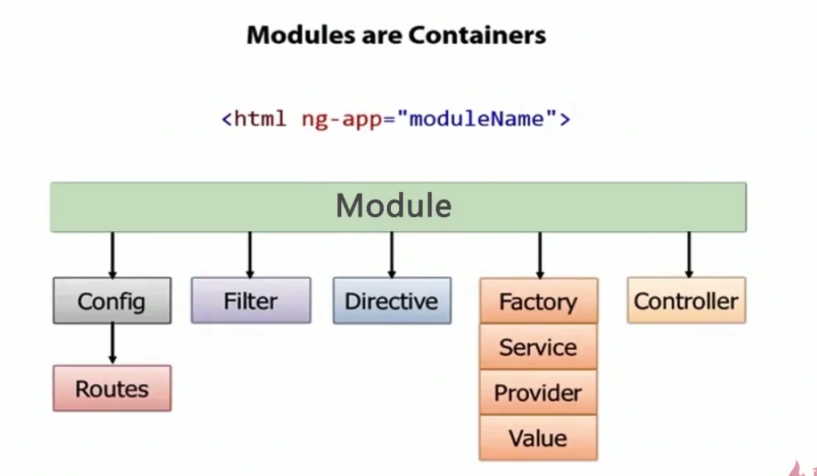 Modules are Containers
<html ng-app="moduleName">
Module
Config
Filter
Directive
Factory
Controller
Service
Routes
Provider
Value